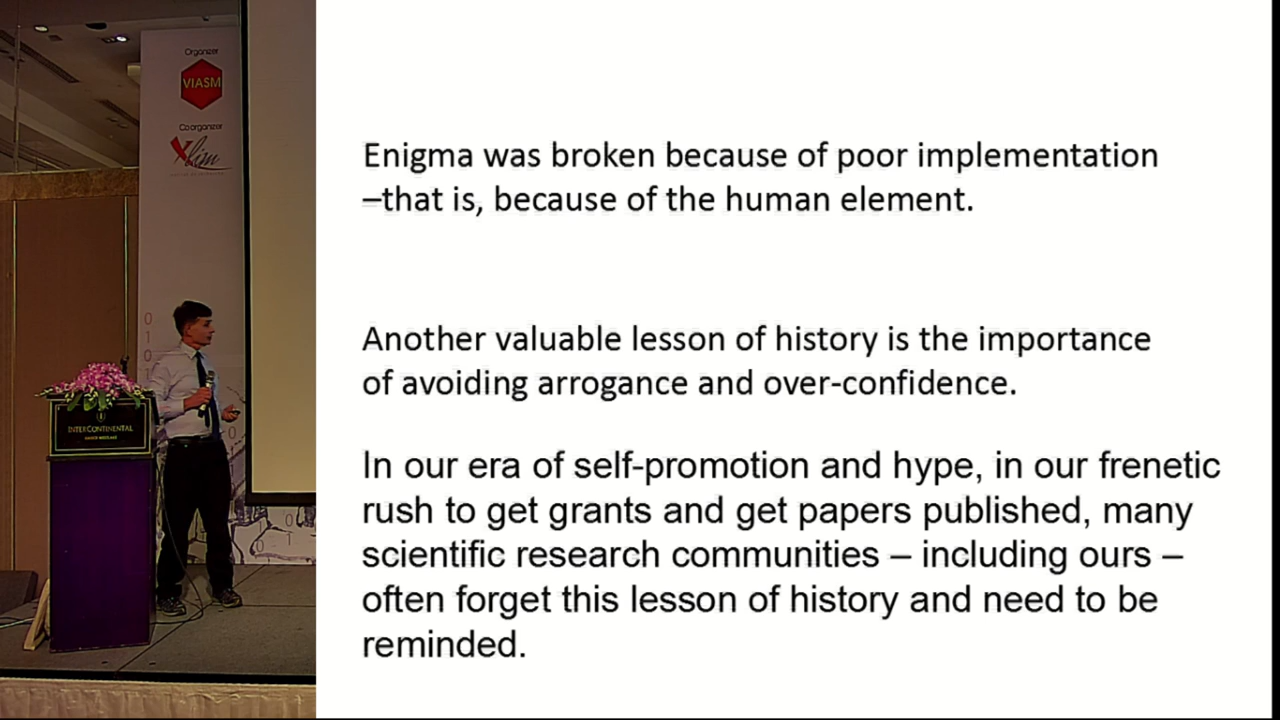 Organizer
VIASM
Coorganizer
Xlim
INTERCONTINENTAL
Enigma was broken because of poor implementation
–that is, because of the human element.
Another valuable lesson of history is the importance
of avoiding arrogance and over-confidence.
In our era of self-promotion and hype, in our frenetic
rush to get grants and get papers published, many
scientific research communities – including ours –
often forget this lesson of history and need to be
reminded.